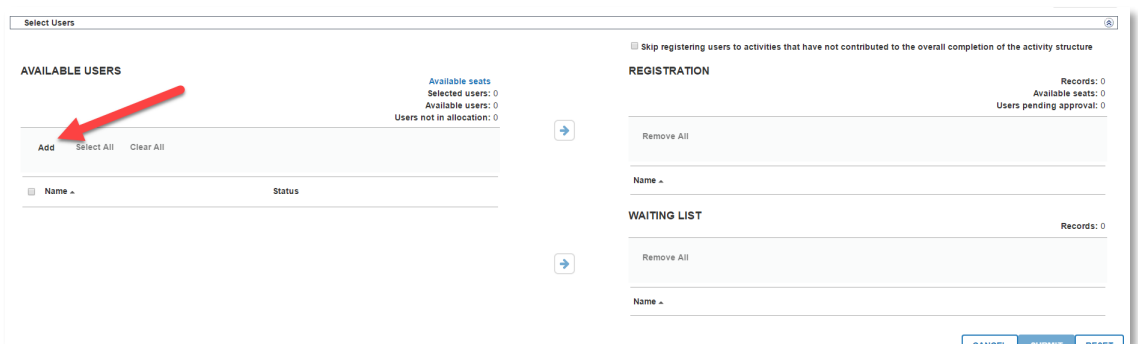 Select Users
Skip registering users to activities that have not contributed to the overall completion of the activity structure
AVAILABLE USERS
Available seats
Selected users: 0
Available users: 0
Users not in allocation: 0
Add Select All Clear All
Name Status
REGISTRATION
Records: 0
Available seats: 0
Users pending approval: 0
Remove All
Name
WAITING LIST
Records: 0
Remove All
Name
CANCEL SUBMIT RESET